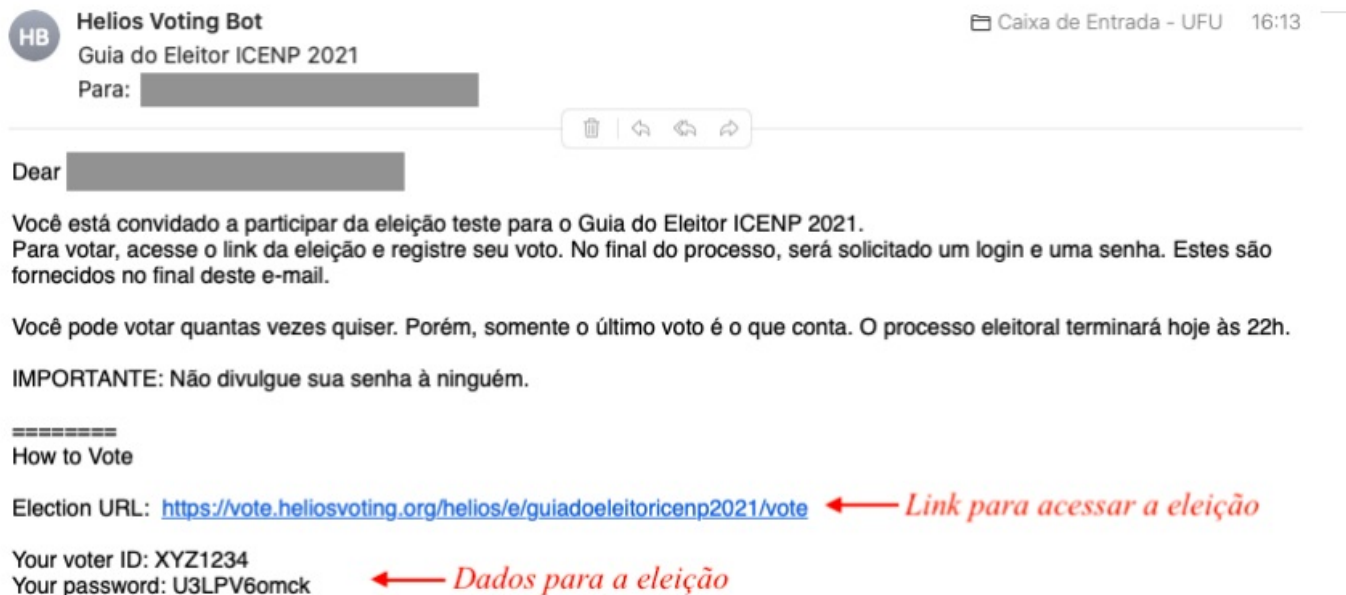 HB
Helios Voting Bot
Caixa de Entrada - UFU 16:13
Guia do Eleitor ICENP 2021
Para:
Dear
Você está convidado a participar da eleição teste para o Guia do Eleitor ICENP 2021.
Para votar, acesse o link da eleição e registre seu voto. No final do processo, será solicitado um login e uma senha. Estes são
fornecidos no final deste e-mail.
Você pode votar quantas vezes quiser. Porém, somente o último voto é o que conta. O processo eleitoral terminará hoje às 22h.
IMPORTANTE: Não divulgue sua senha à ninguém.
========
How to Vote
Election URL: https://vote.heliosvoting.org/helios/e/guiadoeleitoricenp2021/vote Link para acessar a eleição
Your voter ID: XYZ1234
Your password: U3LPV6omck Dados para a eleição